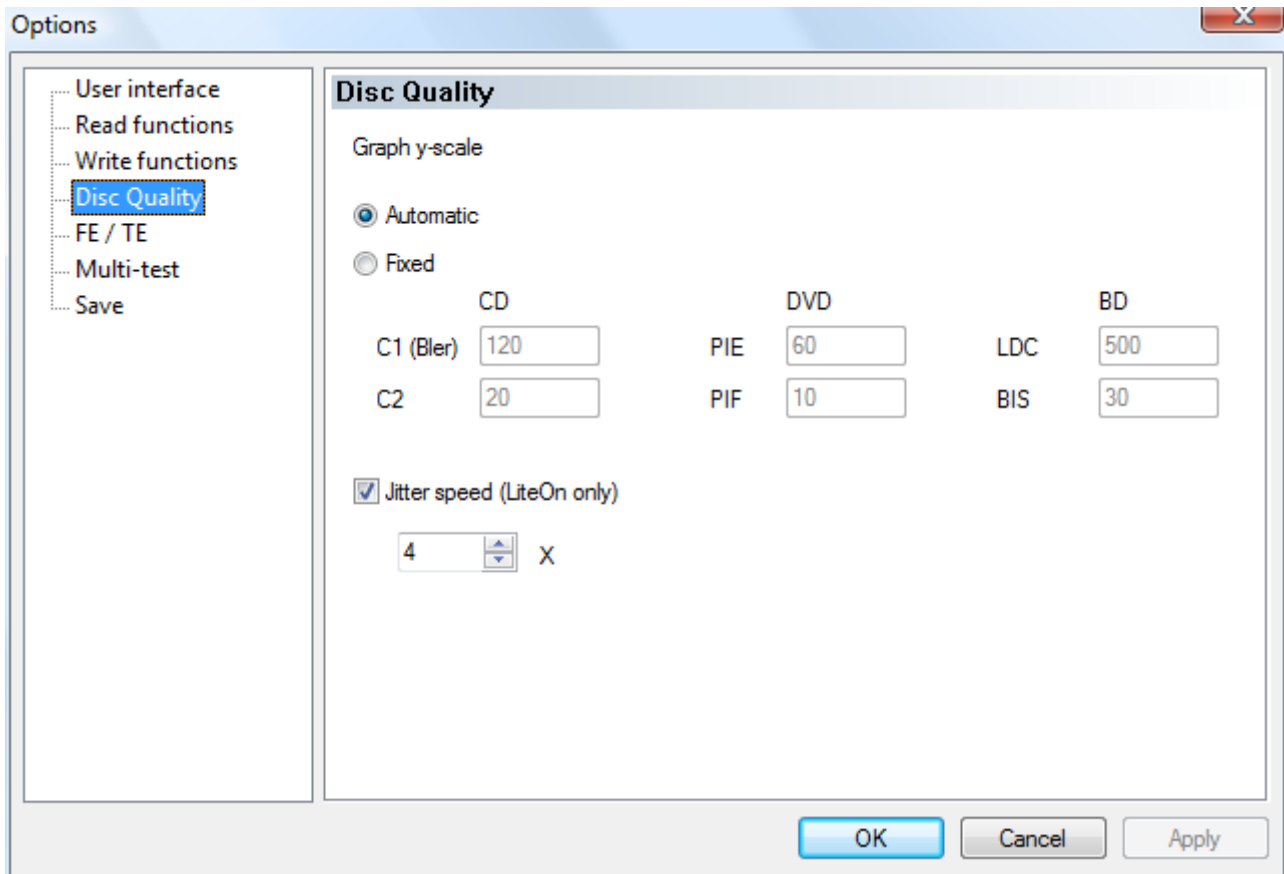 Options
User interface
Read functions
Write functions
Disc Quality
FE / TE
Multi-test
Save
Disc Quality
Graph y-scale
Automatic
Fixed
CD DVD BD
C1 (Bler) 120 PIE 60 LDC 500
C2 20 PIF 10 BIS 30
Jitter speed (LiteOn only)
4 X
OK Cancel Apply